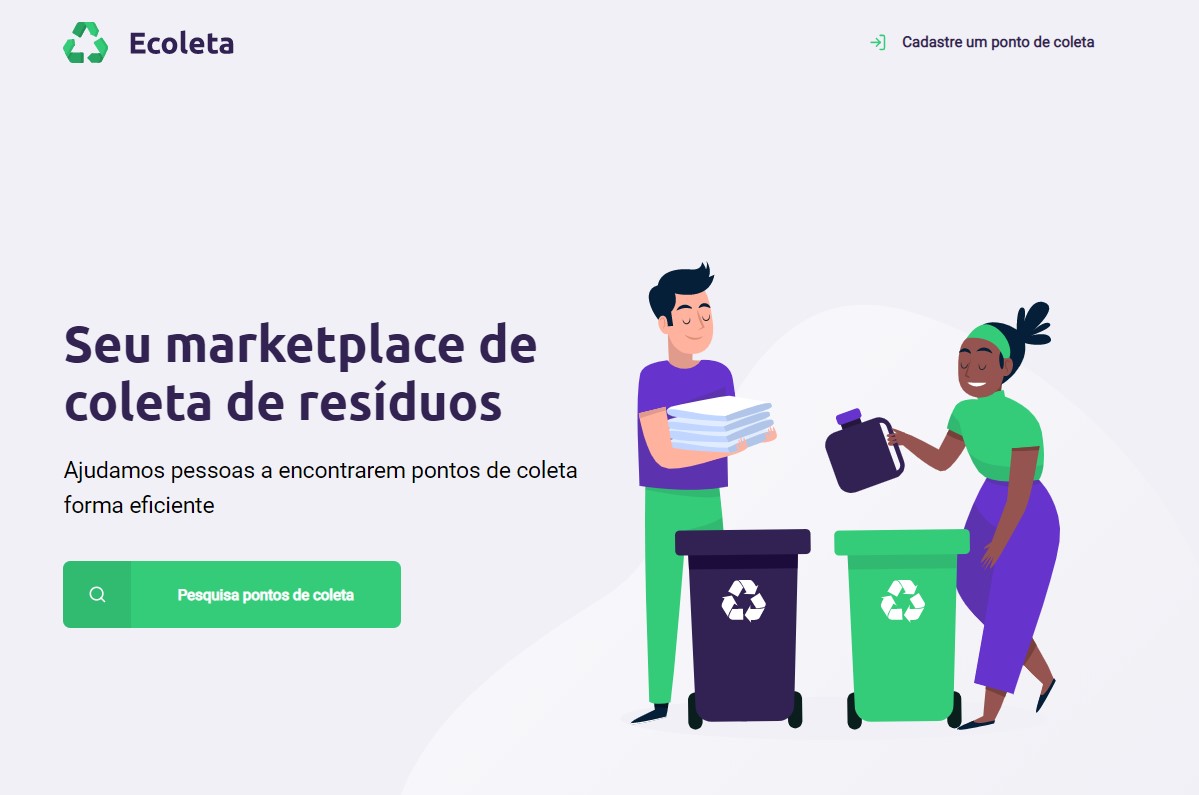 Ecoleta
Cadastre um ponto de coleta
Seu marketplace de
coleta de resíduos
Ajudamos pessoas a encontrarem pontos de coleta
forma eficiente
Pesquisa pontos de coleta